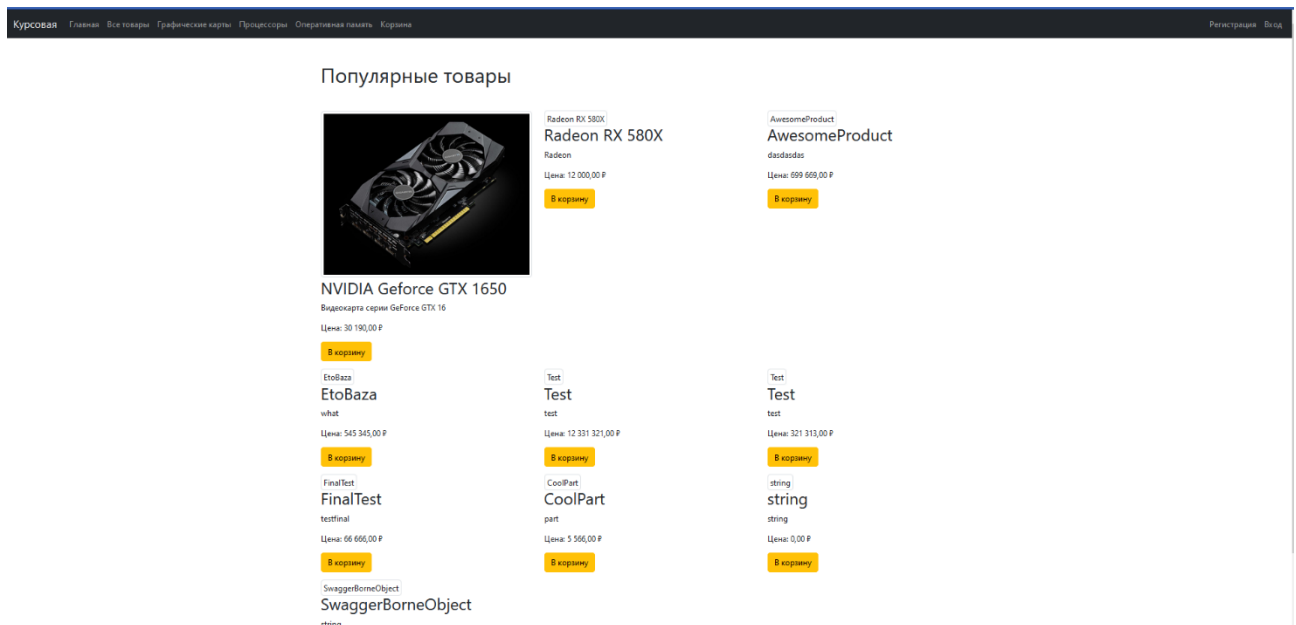 Курсовая Главная Все товары Графические карты Процессоры Оперативная память Корзина Регистрация Вход
Популярные товары
NVIDIA Geforce GTX 1650
Видеокарта серии GeForce GTX 16
Цена: 30 190,00 ₽
В корзину
Radeon RX 580X
Radeon RX 580X
Radeon
Цена: 12 000,00 ₽
В корзину
AwesomeProduct
AwesomeProduct
dasdasdas
Цена: 699 669,00 ₽
В корзину
EtoBaza
EtoBaza
what
Цена: 545 345,00 ₽
В корзину
Test
Test
test
Цена: 12 331 321,00 ₽
В корзину
Test
Test
test
Цена: 321 313,00 ₽
В корзину
FinalTest
FinalTest
testfinal
Цена: 66 666,00 ₽
В корзину
CoolPart
CoolPart
part
Цена: 5 566,00 ₽
В корзину
string
string
string
Цена: 0,00 ₽
В корзину
SwaggerBorneObject
SwaggerBorneObject
string